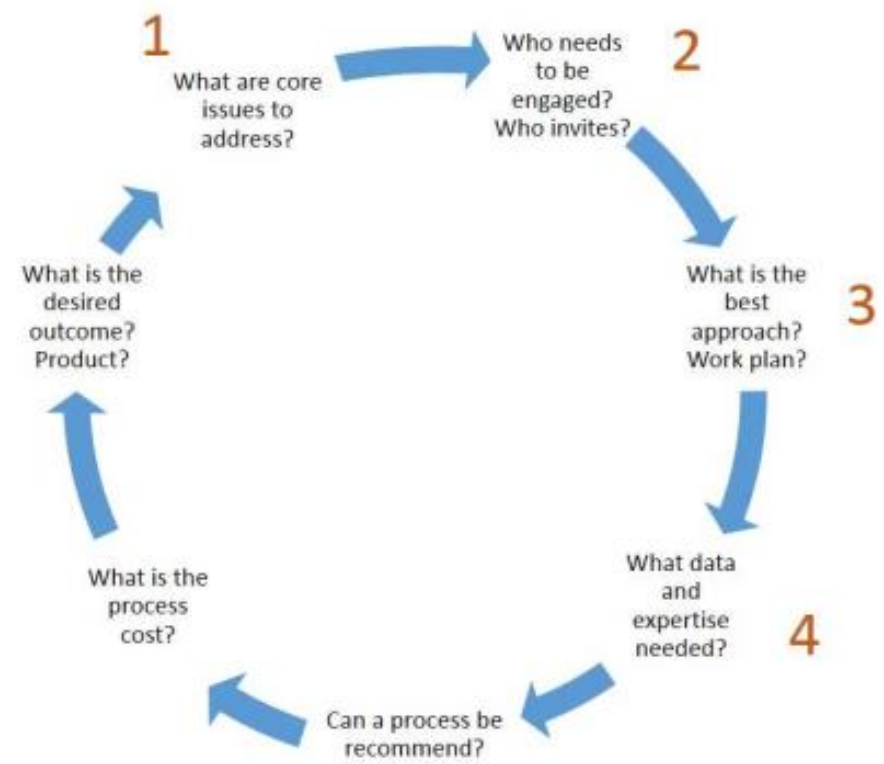 1
What are core
issues to
address?
Who needs
to be
engaged?
Who invites?
2
What is the
best
approach?
Work plan?
3
What data
and
expertise
needed?
4
Can a process be
recommend?
What is the
process
cost?
What is the
desired
outcome?
Product?